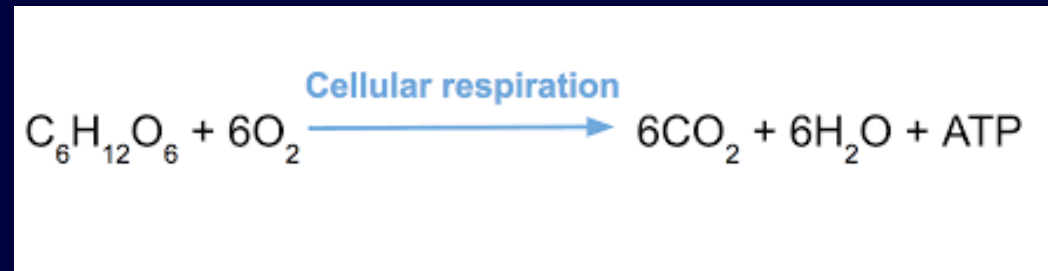 Cellular respiration
C₆H₁₂O₆ + 6O₂ 6CO₂ + 6H₂O + ATP